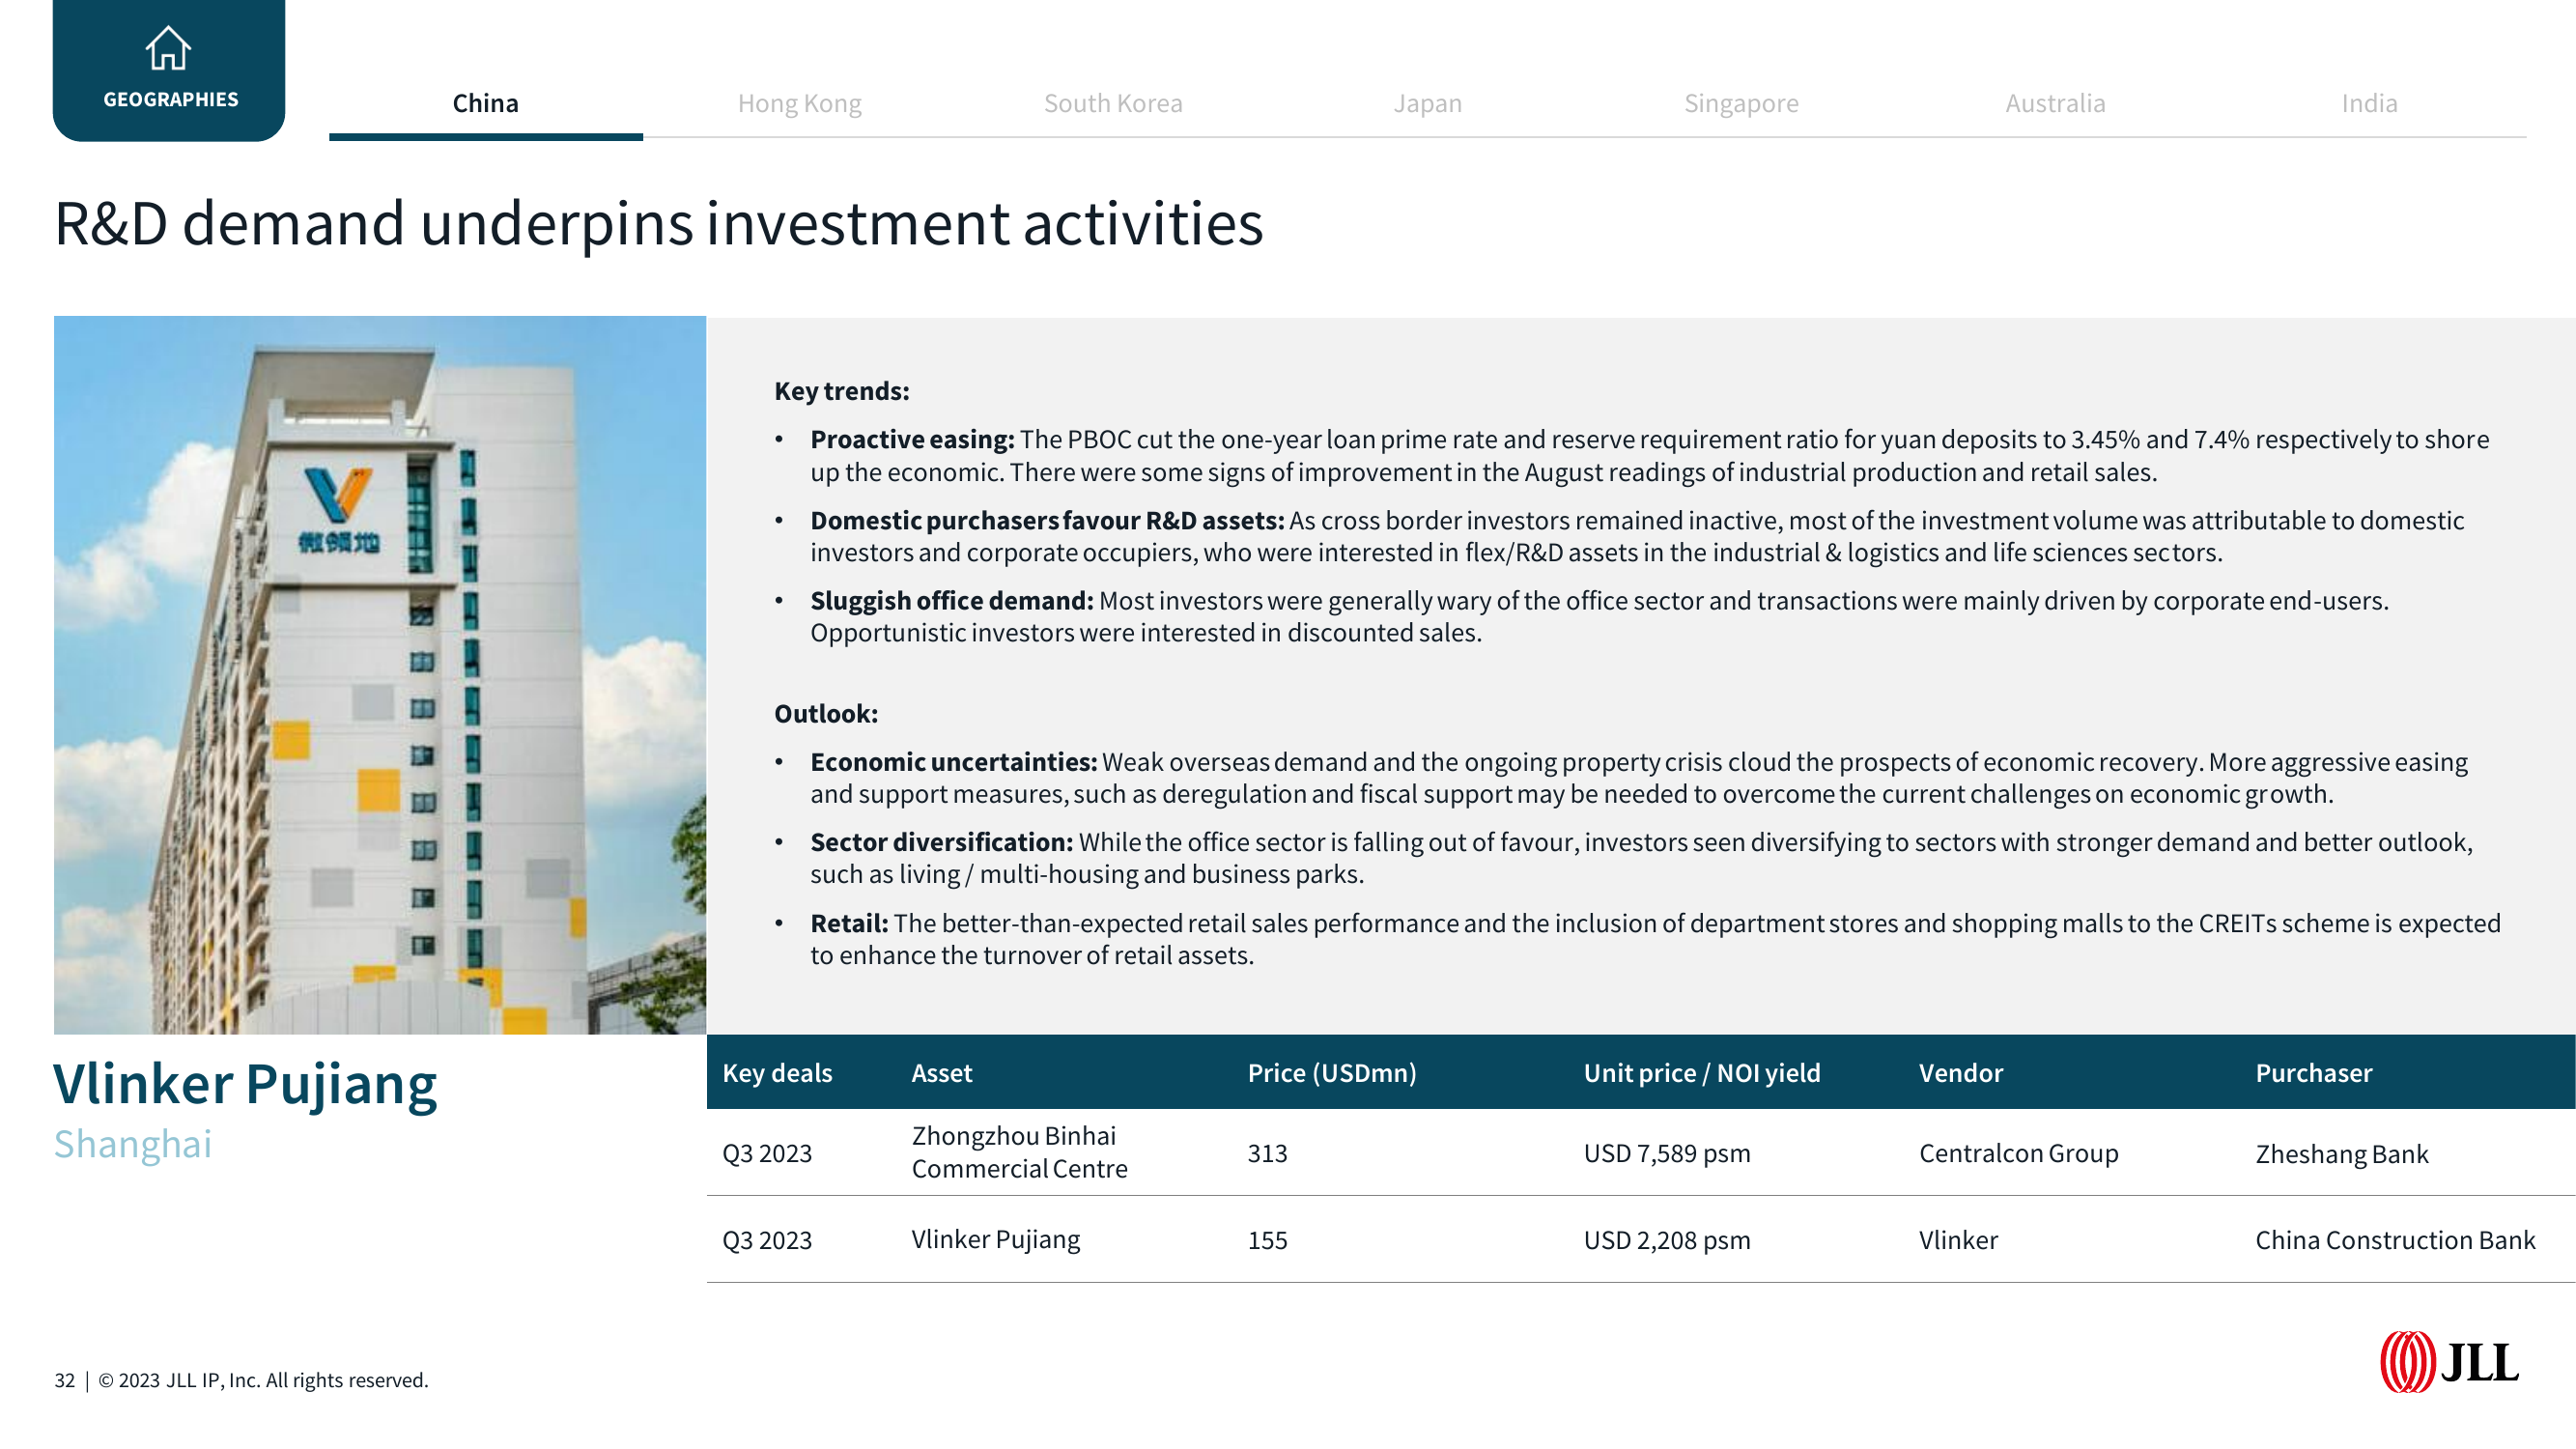 GEOGRAPHIES
China
Hong Kong
South Korea
Japan
Singapore
Australia
India
R&D demand underpins investment activities
微领地
Key trends:
• Proactive easing: The PBOC cut the one-year loan prime rate and reserve requirement ratio for yuan deposits to 3.45% and 7.4% respectively to shore
up the economic. There were some signs of improvement in the August readings of industrial production and retail sales.
• Domestic purchasers favour R&D assets: As cross border investors remained inactive, most of the investment volume was attributable to domestic
investors and corporate occupiers, who were interested in flex/R&D assets in the industrial & logistics and life sciences sectors.
• Sluggish office demand: Most investors were generally wary of the office sector and transactions were mainly driven by corporate end-users.
Opportunistic investors were interested in discounted sales.
Outlook:
• Economic uncertainties: Weak overseas demand and the ongoing property crisis cloud the prospects of economic recovery. More aggressive easing
and support measures, such as deregulation and fiscal support may be needed to overcome the current challenges on economic growth.
• Sector diversification: While the office sector is falling out of favour, investors seen diversifying to sectors with stronger demand and better outlook,
such as living / multi-housing and business parks.
• Retail: The better-than-expected retail sales performance and the inclusion of department stores and shopping malls to the CREITs scheme is expected
to enhance the turnover of retail assets.
Vlinker Pujiang
Shanghai
Key deals Asset Price (USDmn) Unit price / NOI yield Vendor Purchaser
Q3 2023 Zhongzhou Binhai Commercial Centre 313 USD 7,589 psm Centralcon Group Zheshang Bank
Q3 2023 Vlinker Pujiang 155 USD 2,208 psm Vlinker China Construction Bank
32 | © 2023 JLL IP, Inc. All rights reserved.
JLL